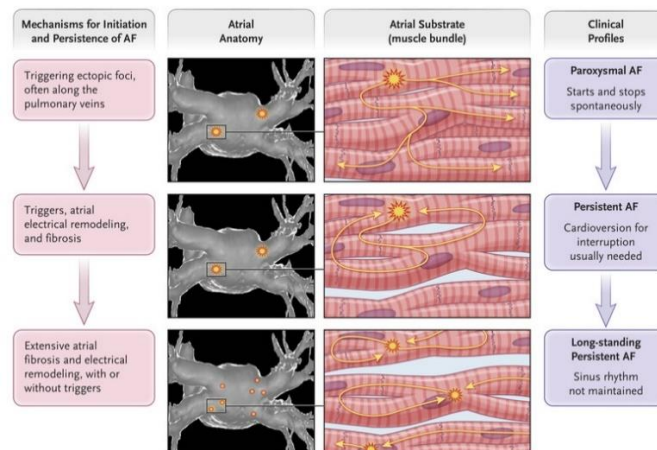 Mechanisms for Initiation
and Persistence of AF
Atrial
Anatomy
Atrial Substrate
(muscle bundle)
Clinical
Profiles
Triggering ectopic foci,
often along the
pulmonary veins
Paroxysmal AF
Starts and stops
spontaneously
Triggers, atrial
electrical remodeling,
and fibrosis
Persistent AF
Cardioversion for
interruption
usually needed
Extensive atrial
fibrosis and electrical
remodeling, with or
without triggers
Long-standing
Persistent AF
Sinus rhythm
not maintained